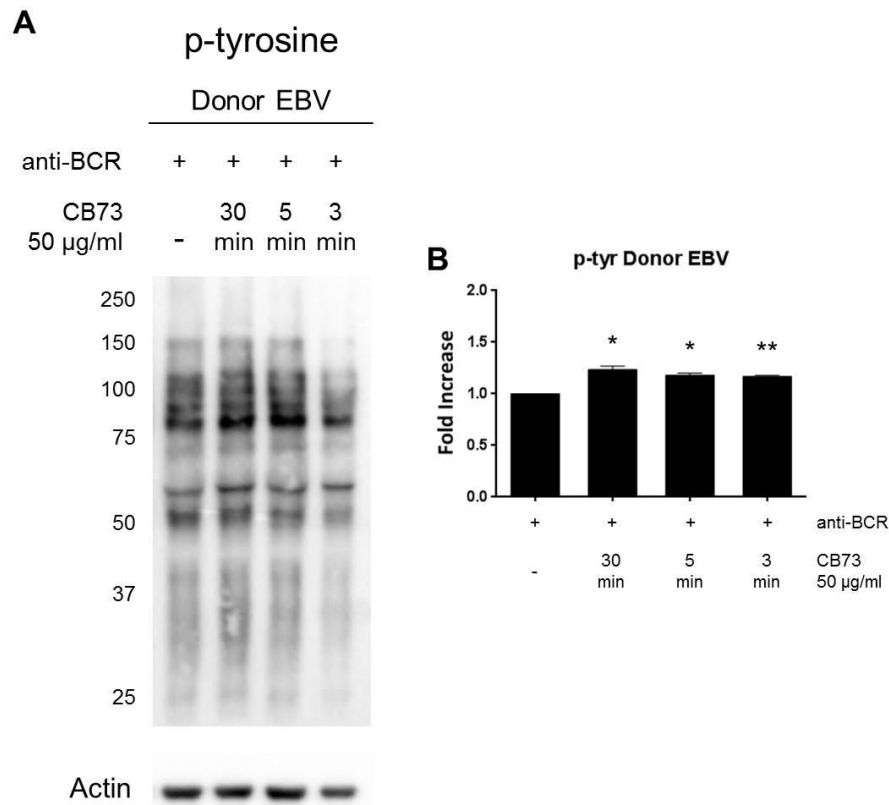 A
p-tyrosine
Donor EBV
anti-BCR + + + +
CB73 30 5 3
50 µg/ml - min min min
250
150
100
75
50
37
25
Actin
B
p-tyr Donor EBV
Fold Increase
2.0
1.5
1.0
0.5
0.0
* * **
+ + + + anti-BCR
30 5 3 CB73
- min min min 50 µg/ml